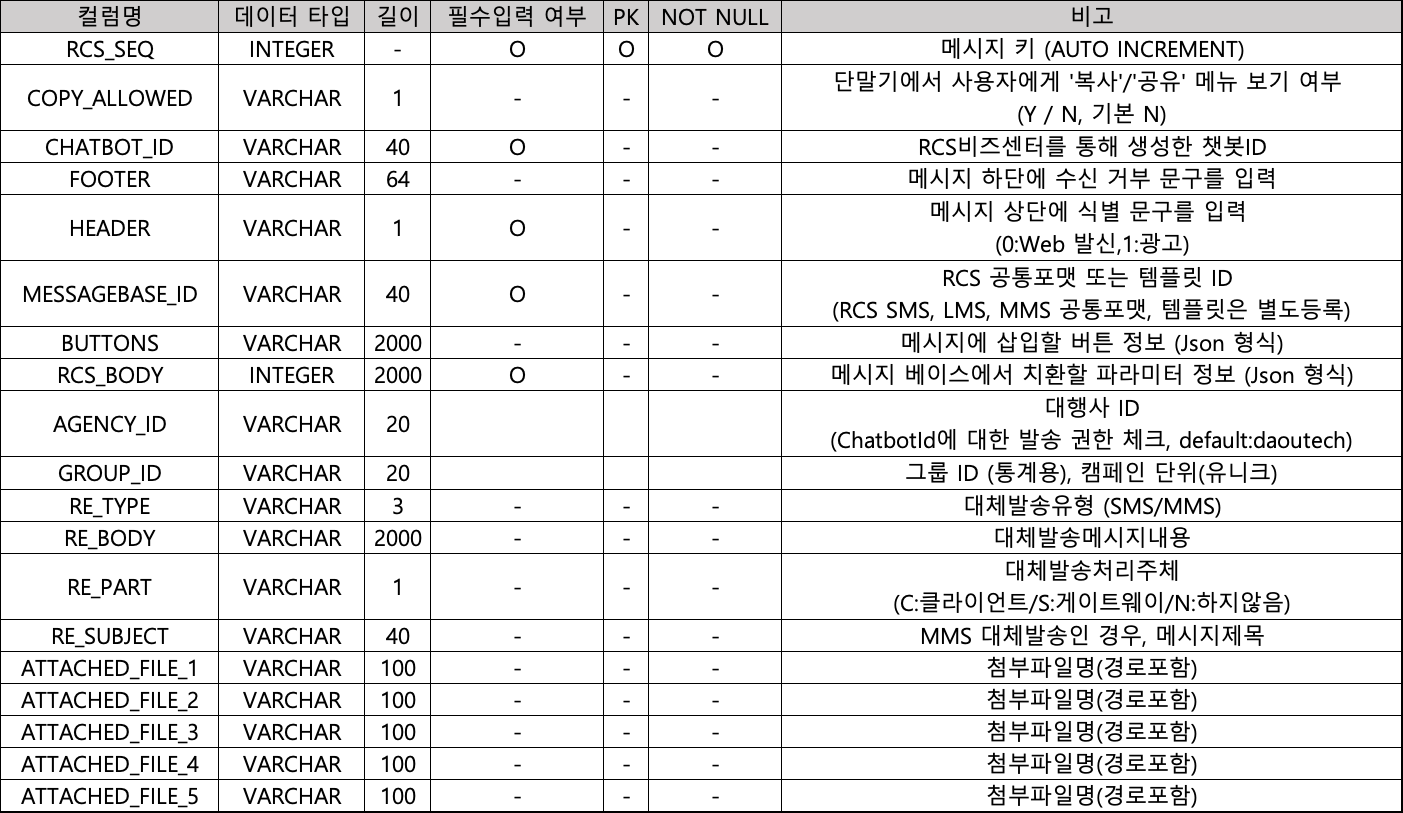 컬럼명 데이터 타입 길이 필수입력 여부 PK NOT NULL 비고
RCS_SEQ INTEGER - O O O 메시지 키 (AUTO INCREMENT)
COPY_ALLOWED VARCHAR 1 - - - 단말기에서 사용자에게 '복사'/'공유' 메뉴 보기 여부
(Y / N, 기본 N)
CHATBOT_ID VARCHAR 40 O - - RCS비즈센터를 통해 생성한 챗봇ID
FOOTER VARCHAR 64 - - - 메시지 하단에 수신 거부 문구를 입력
HEADER VARCHAR 1 O - - 메시지 상단에 식별 문구를 입력
(0:Web 발신,1:광고)
MESSAGEBASE_ID VARCHAR 40 O - - RCS 공통포맷 또는 템플릿 ID
(RCS SMS, LMS, MMS 공통포맷, 템플릿은 별도등록)
BUTTONS VARCHAR 2000 - - - 메시지에 삽입할 버튼 정보 (Json 형식)
RCS_BODY INTEGER 2000 O - - 메시지 베이스에서 치환할 파라미터 정보 (Json 형식)
AGENCY_ID VARCHAR 20 대행사 ID
(ChatbotId에 대한 발송 권한 체크, default:daoutech)
GROUP_ID VARCHAR 20 그룹 ID (통계용), 캠페인 단위(유니크)
RE_TYPE VARCHAR 3 - - - 대체발송유형 (SMS/MMS)
RE_BODY VARCHAR 2000 - - - 대체발송메시지내용
RE_PART VARCHAR 1 - - - 대체발송처리주체
(C:클라이언트/S:게이트웨이/N:하지않음)
RE_SUBJECT VARCHAR 40 - - - MMS 대체발송인 경우, 메시지제목
ATTACHED_FILE_1 VARCHAR 100 - - - 첨부파일명(경로포함)
ATTACHED_FILE_2 VARCHAR 100 - - - 첨부파일명(경로포함)
ATTACHED_FILE_3 VARCHAR 100 - - - 첨부파일명(경로포함)
ATTACHED_FILE_4 VARCHAR 100 - - - 첨부파일명(경로포함)
ATTACHED_FILE_5 VARCHAR 100 - - - 첨부파일명(경로포함)